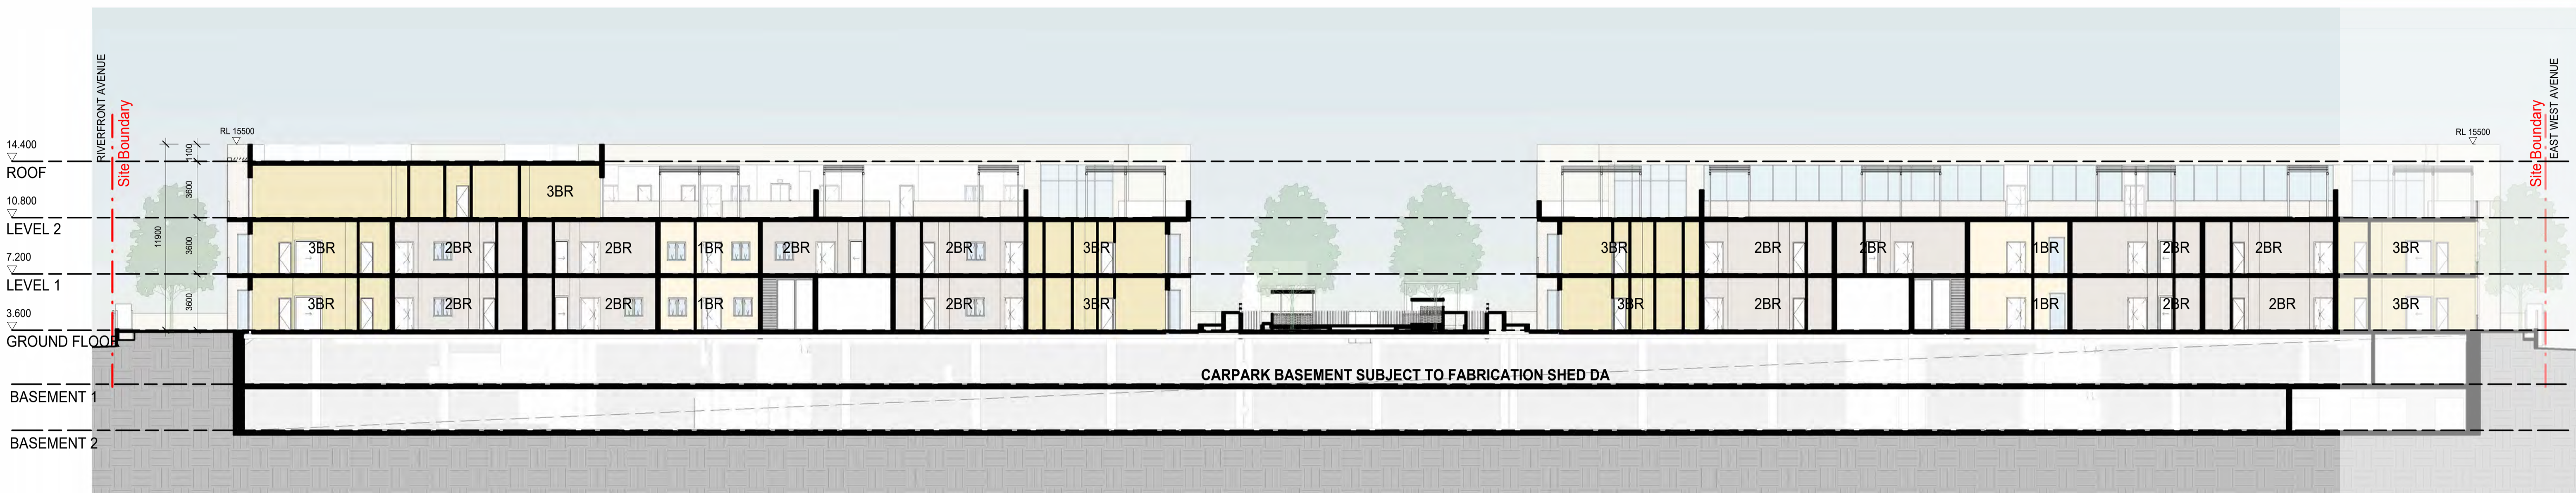 RIVERFRONT AVENUE
Site Boundary
RL 15500
RL 15500
Site Boundary
EAST WEST AVENUE
14.400
ROOF
1100
3600
3BR
10.800
LEVEL 2
11900
3600
3BR 2BR 2BR 1BR 2BR 2BR 3BR 3BR 2BR 2BR 1BR 2BR 2BR 3BR
7.200
LEVEL 1
3600
3BR 2BR 2BR 1BR 2BR 3BR 3BR 2BR 1BR 2BR 2BR 3BR
3.600
GROUND FLOOR
CARPARK BASEMENT SUBJECT TO FABRICATION SHED DA
BASEMENT 1
BASEMENT 2